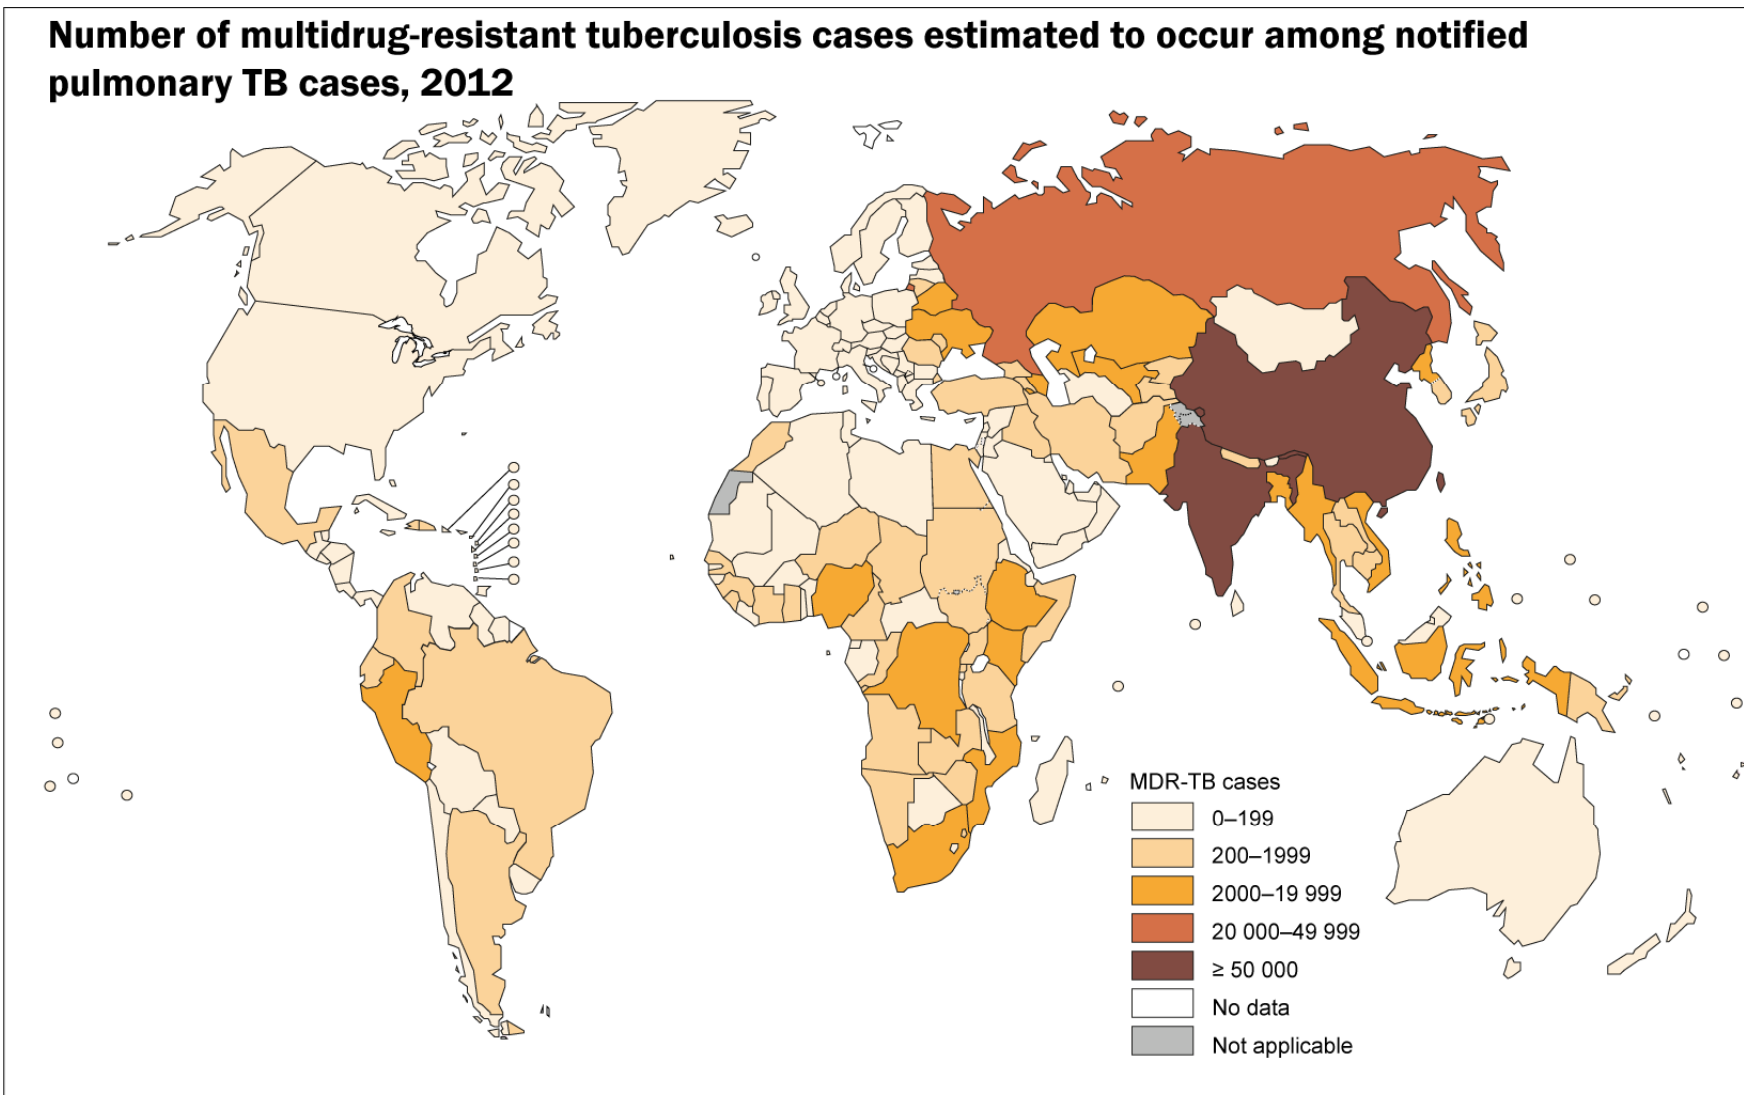 Number of multidrug-resistant tuberculosis cases estimated to occur among notified
pulmonary TB cases, 2012
MDR-TB cases
0–199
200–1999
2000–19 999
20 000–49 999
≥ 50 000
No data
Not applicable